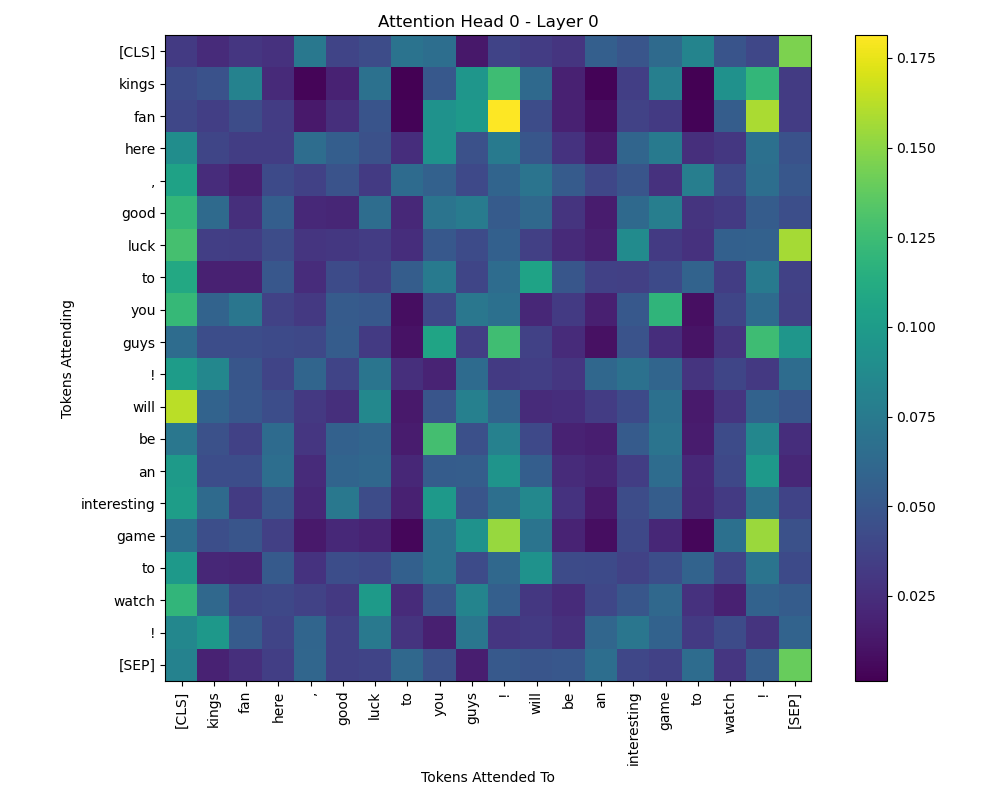 Attention Head 0 - Layer 0
Tokens Attending
[CLS]
kings
fan
here
,
good
luck
to
you
guys
!
will
be
an
interesting
game
to
watch
!
[SEP]
[CLS]
kings
fan
here
,
good
luck
to
you
guys
!
will
be
an
interesting
game
to
watch
!
[SEP]
Tokens Attended To
0.175
0.150
0.125
0.100
0.075
0.050
0.025